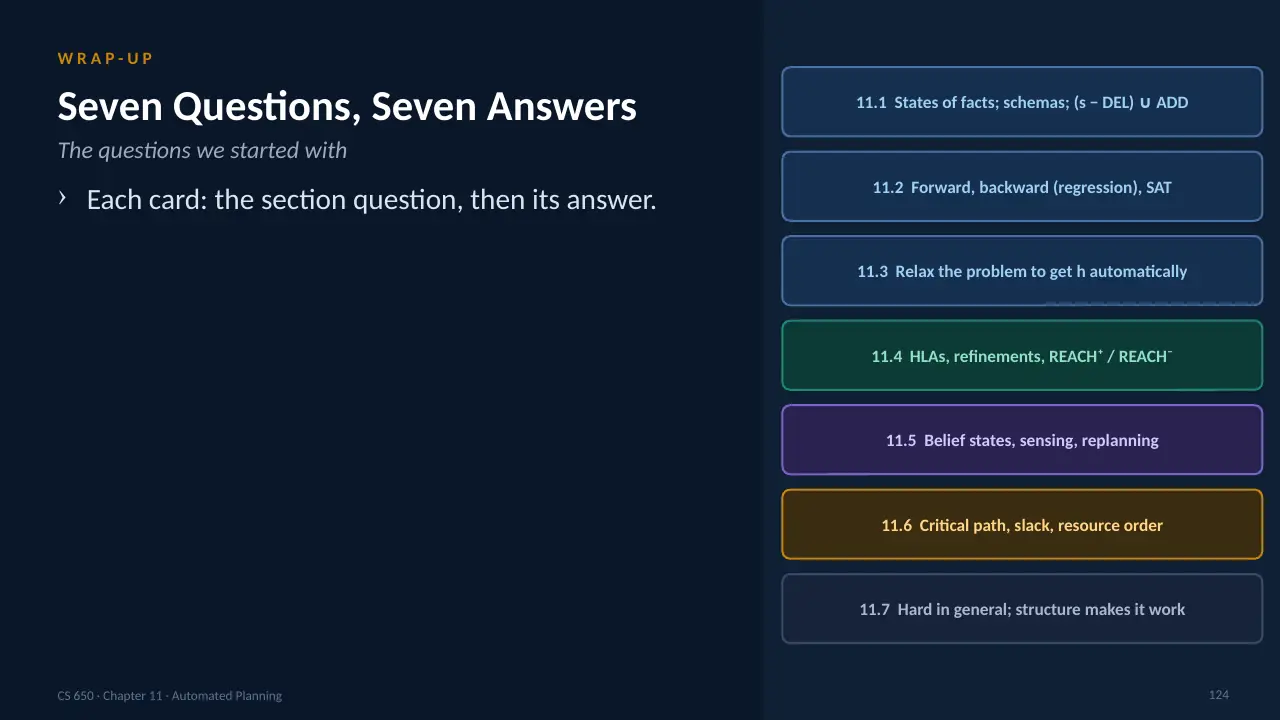 WRAP-UP
Seven Questions, Seven Answers
The questions we started with
› Each card: the section question, then its answer.
11.1 States of facts; schemas; (s − DEL) ∪ ADD
11.2 Forward, backward (regression), SAT
11.3 Relax the problem to get h automatically
11.4 HLAs, refinements, REACH⁺ / REACH⁻
11.5 Belief states, sensing, replanning
11.6 Critical path, slack, resource order
11.7 Hard in general; structure makes it work
CS 650 · Chapter 11 · Automated Planning
124